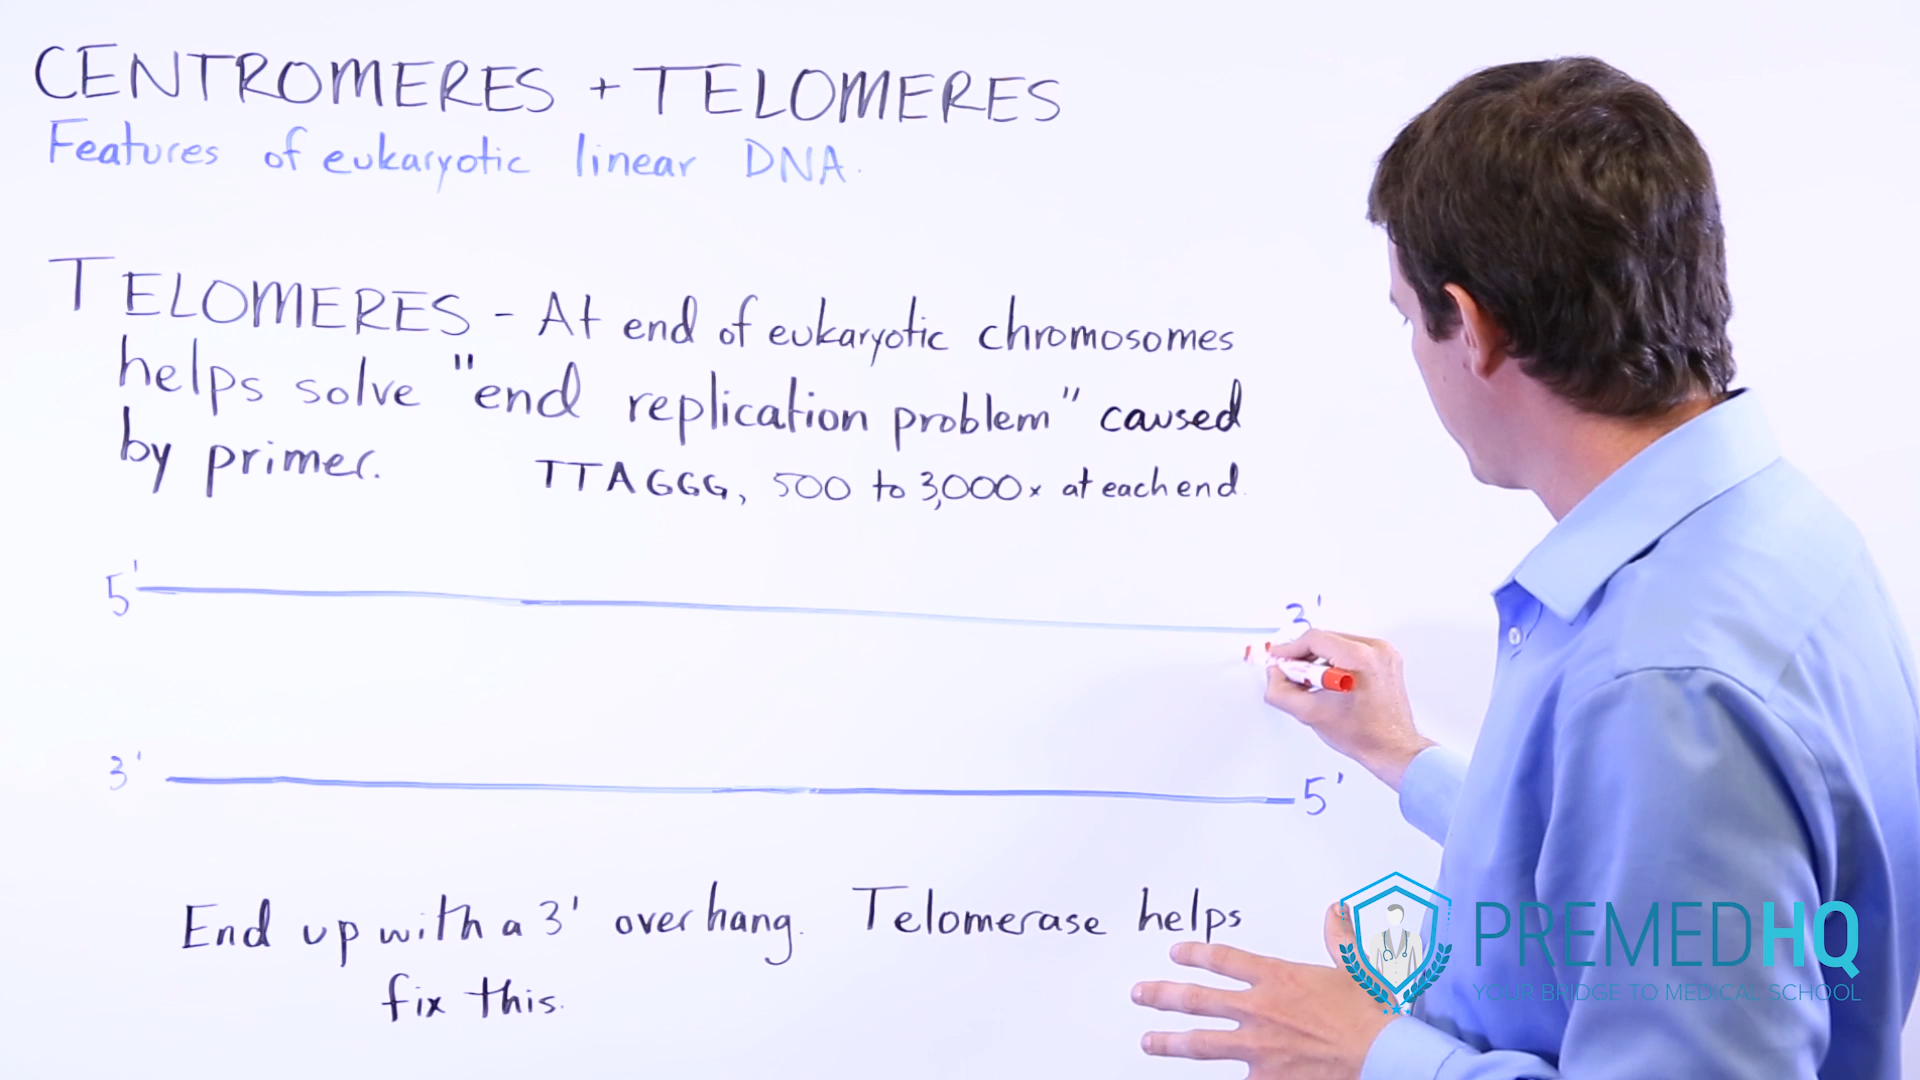 CENTROMERES + TELOMERES
Features of eukaryotic linear DNA.
TELOMERES - At end of eukaryotic chromosomes
helps solve "end replication problem" caused
by primer. TTAGGG, 500 to 3,000x at each end.
5' 3'
3' 5'
End up with a 3' overhang. Telomerase helps
fix this.
PREMEDHQ
YOUR BRIDGE TO MEDICAL SCHOOL